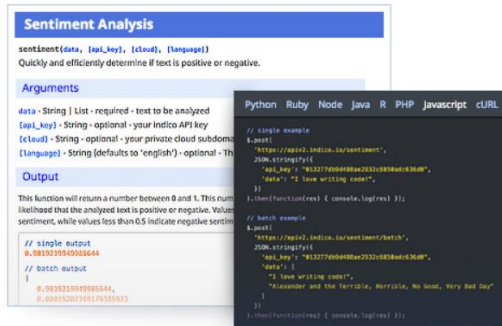 Sentiment Analysis
sentiment(data, [api_key], [cloud], [language])
Quickly and efficiently determine if text is positive or negative.
Arguments
data - String | List - required - text to be analyzed
[api_key] - String - optional - your indico API key
[cloud] - String - optional - your private cloud subdoma
[language] - String (defaults to 'english') - optional - Th
Output
This function will return a number between 0 and 1. This num
likelihood that the analyzed text is positive or negative. Values
sentiment, while values less than 0.5 indicate negative sentim
// single output
// batch output
[
Python Ruby Node Java R PHP Javascript cURL
// single example
$.post(
'https://apiv2.indico.io/sentiment',
JSON.stringify({
'api_key':
'data': "I love writing code!",
})
).then(function(res) { console.log(res) });
// batch example
$.post(
'https://apiv2.indico.io/sentiment/batch',
JSON.stringify({
'api_key':
'data': [
"I love writing code!",
"Alexander and the Terrible, Horrible, No Good, Very Bad Day"
]
})
).then(function(res) { console.log(res) });